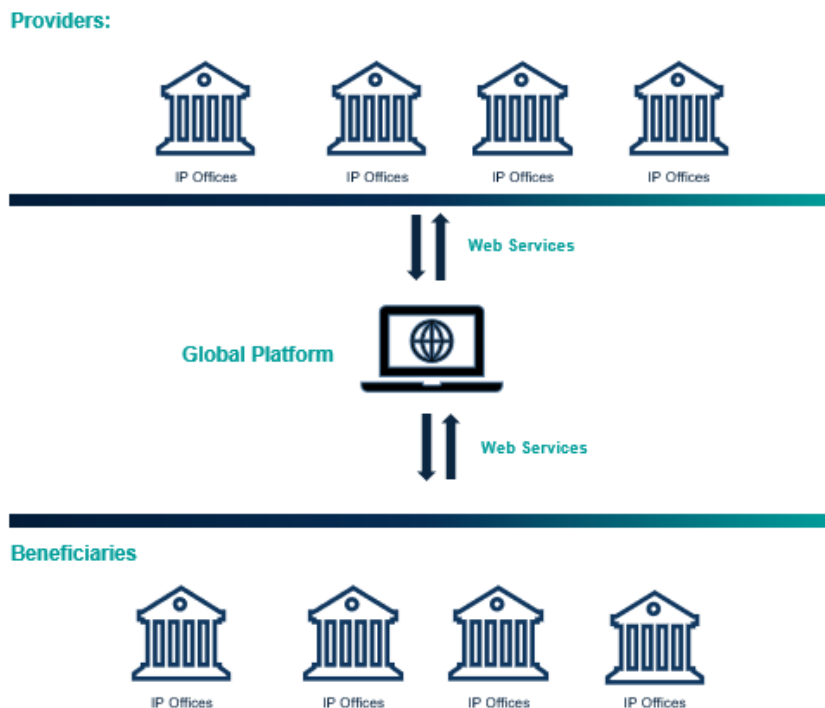 Providers:
IP Offices
IP Offices
IP Offices
IP Offices
Web Services
Global Platform
Web Services
Beneficiaries
IP Offices
IP Offices
IP Offices
IP Offices